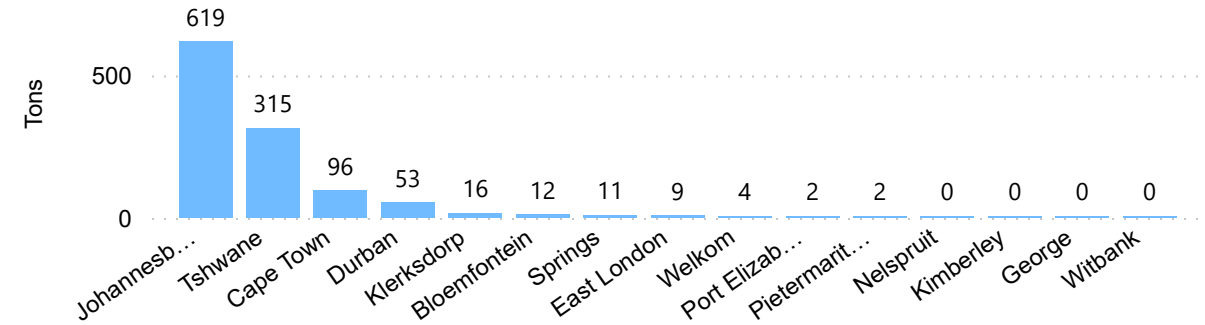 619
500
315
96
53
16
12
11
9
4
2
2
0
0
0
0
0
Tons
Johannesb...
Tshwane
Cape Town
Durban
Klerksdorp
Bloemfontein
Springs
East London
Welkom
Port Elizab...
Pietermarit...
Nelspruit
Kimberley
George
Witbank